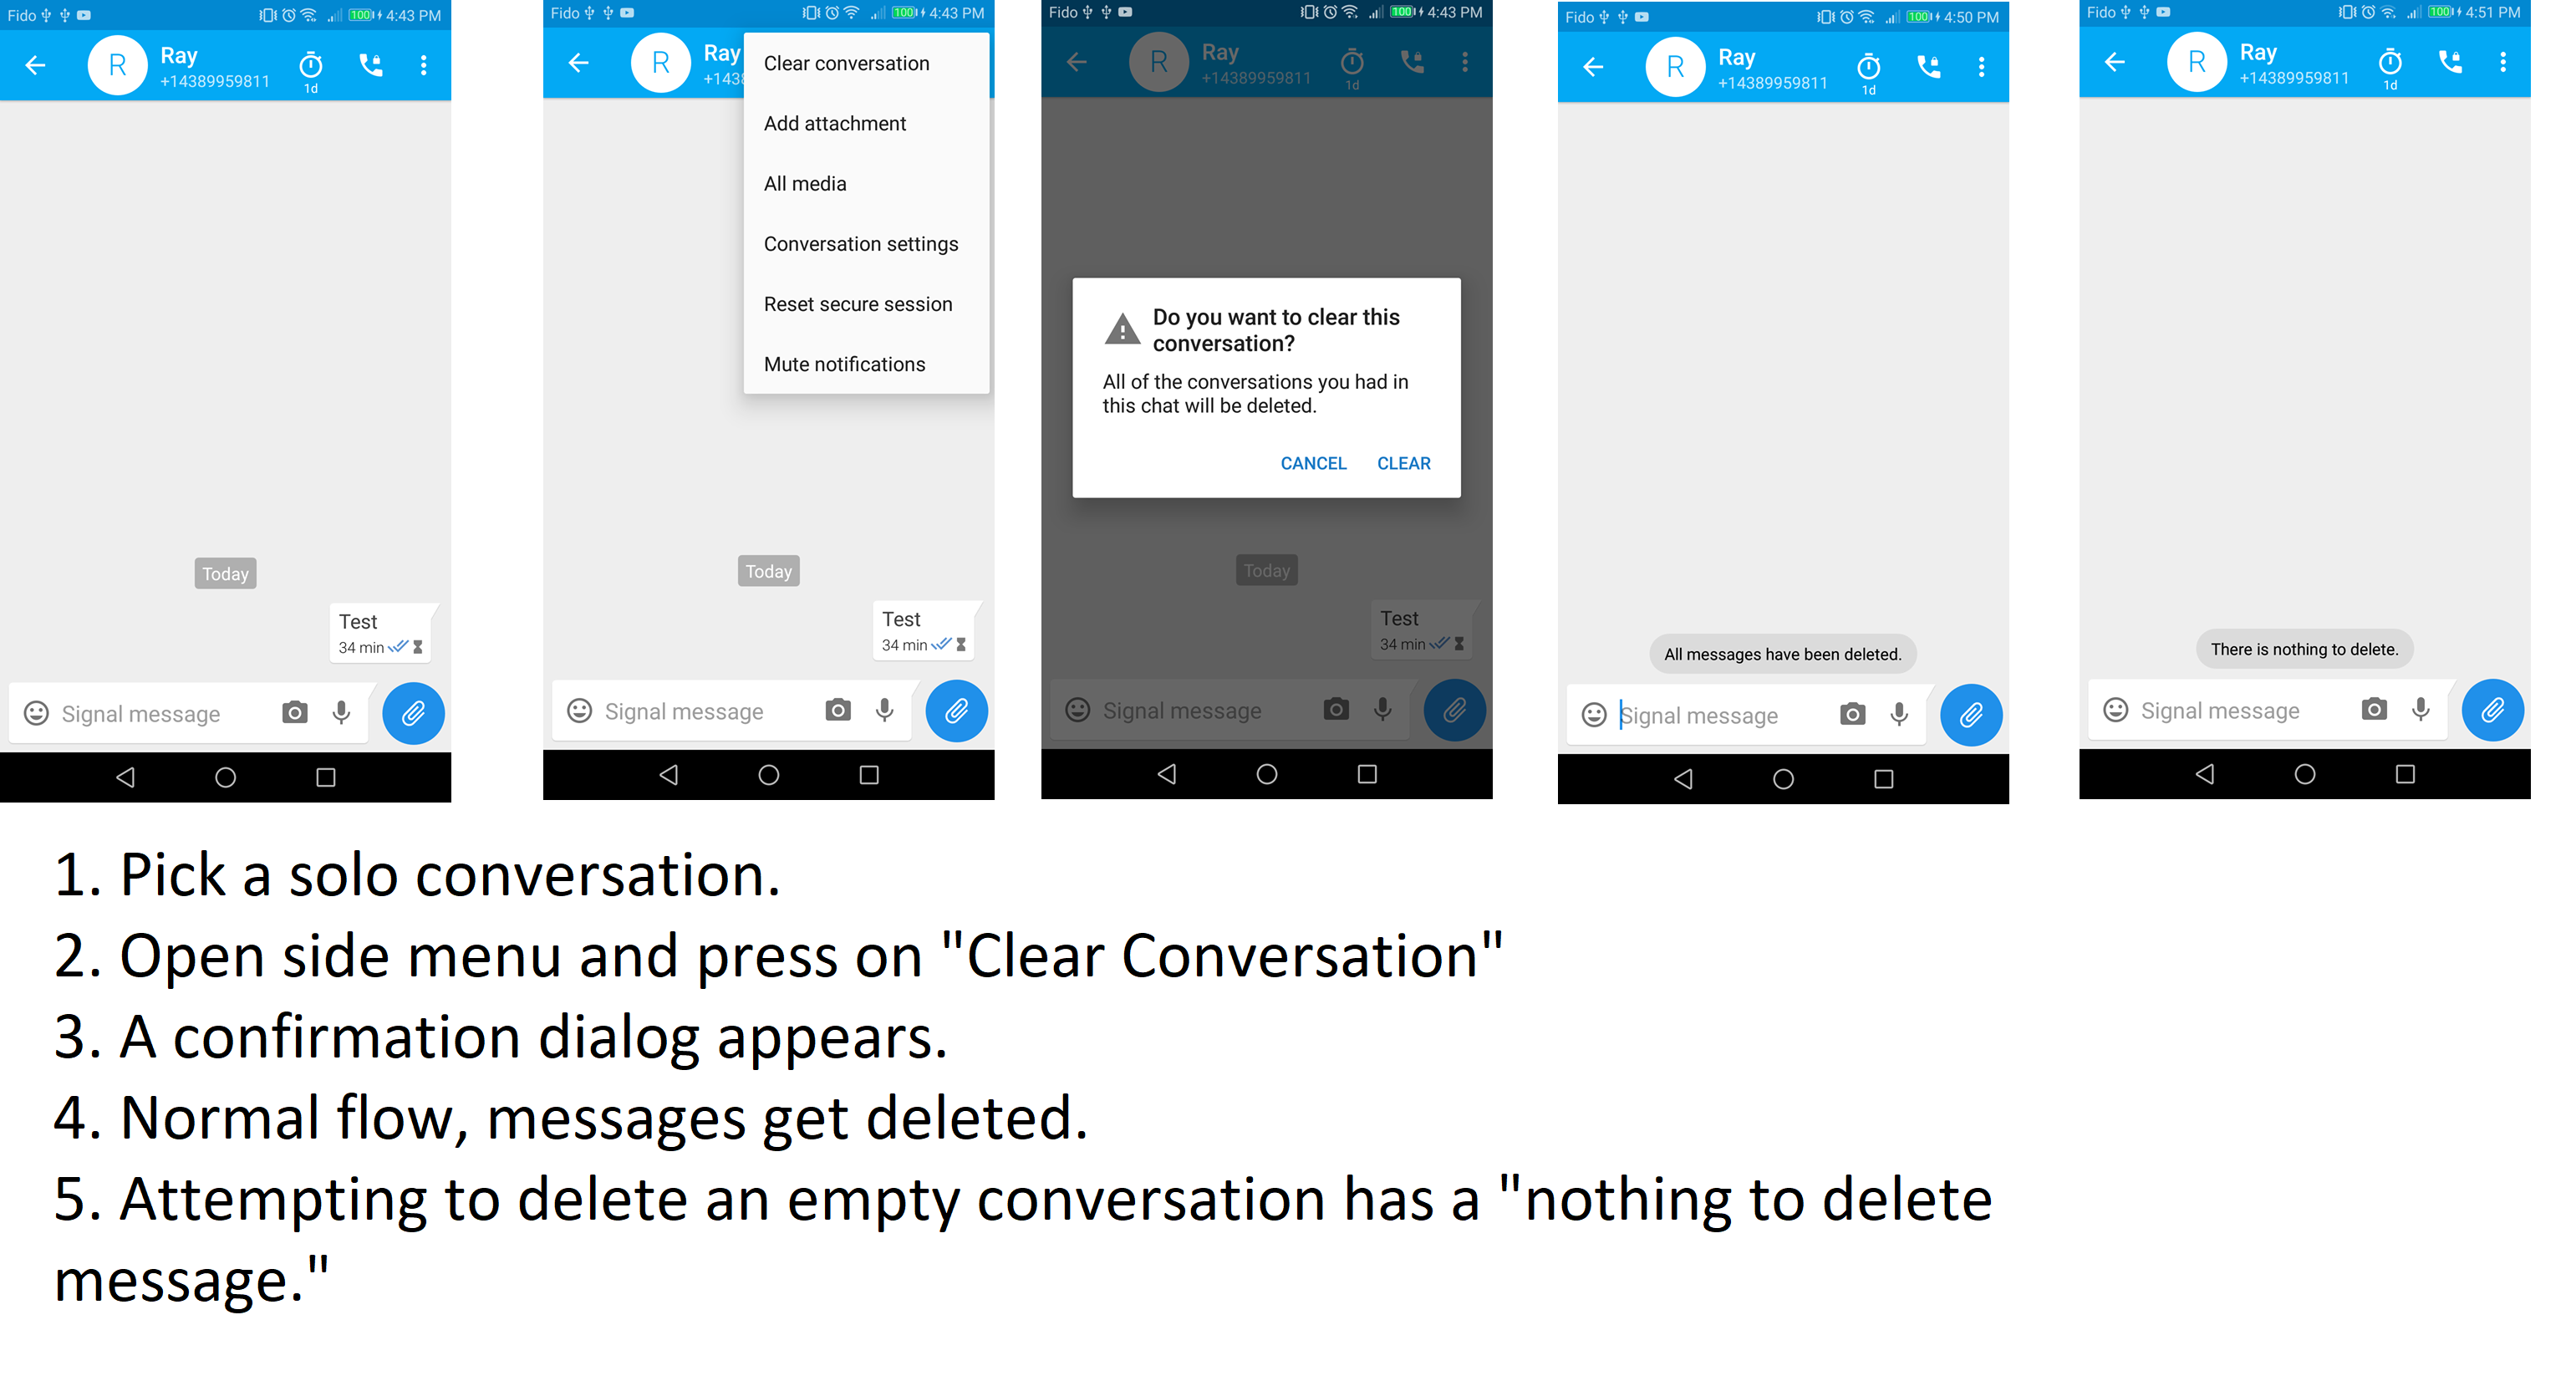 Fido 100 4:43 PM
R Ray
+14389959811
1d
Today
Test
34 min
Signal message
Fido 100 4:43 PM
R Ray
+1438
Clear conversation
Add attachment
All media
Conversation settings
Reset secure session
Mute notifications
Today
Test
34 min
Signal message
Fido 100 4:43 PM
R Ray
+14389959811
1d
Do you want to clear this
conversation?
All of the conversations you had in
this chat will be deleted.
CANCEL CLEAR
Today
Test
34 min
Signal message
Fido 100 4:50 PM
R Ray
+14389959811
1d
All messages have been deleted.
Signal message
Fido 100 4:51 PM
R Ray
+14389959811
1d
There is nothing to delete.
Signal message
1. Pick a solo conversation.
2. Open side menu and press on "Clear Conversation"
3. A confirmation dialog appears.
4. Normal flow, messages get deleted.
5. Attempting to delete an empty conversation has a "nothing to delete
message."